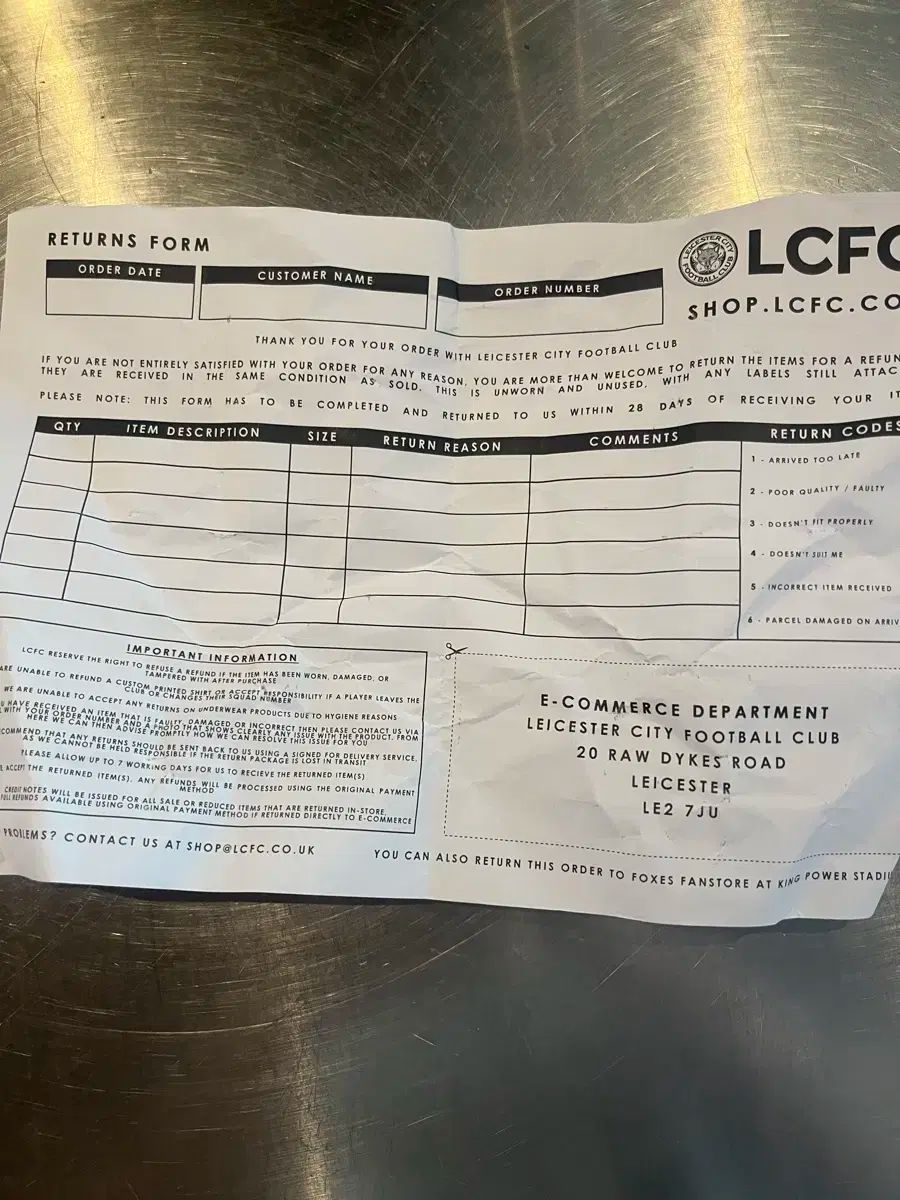 RETURNS FORM
LEICESTER CITY FOOTBALL CLUB
LCFC
SHOP.LCFC.CO
ORDER DATE
CUSTOMER NAME
ORDER NUMBER
THANK YOU FOR YOUR ORDER WITH LEICESTER CITY FOOTBALL CLUB
IF YOU ARE NOT ENTIRELY SATISFIED WITH YOUR ORDER FOR ANY REASON, YOU ARE MORE THAN WELCOME TO RETURN THE ITEMS FOR A REFUN
THEY ARE RECEIVED IN THE SAME CONDITION AS SOLD. THIS IS UNWORN AND UNUSED, WITH ANY LABELS STILL ATTAC
PLEASE NOTE: THIS FORM HAS TO BE COMPLETED AND RETURNED TO US WITHIN 28 DAYS OF RECEIVING YOUR IT
QTY ITEM DESCRIPTION SIZE RETURN REASON COMMENTS RETURN CODES
1 - ARRIVED TOO LATE
2 - POOR QUALITY / FAULTY
3 - DOESN'T FIT PROPERLY
4 - DOESN'T SUIT ME
5 - INCORRECT ITEM RECEIVED
6 - PARCEL DAMAGED ON ARRIV
IMPORTANT INFORMATION
LCFC RESERVE THE RIGHT TO REFUSE A REFUND IF THE ITEM HAS BEEN WORN, DAMAGED, OR
TAMPERED WITH AFTER PURCHASE
ARE UNABLE TO REFUND A CUSTOM PRINTED SHIRT OR ACCEPT RESPONSIBILITY IF A PLAYER LEAVES THE
CLUB OR CHANGES THEIR SQUAD NUMBER
WE ARE UNABLE TO ACCEPT ANY RETURNS ON UNDERWEAR PRODUCTS DUE TO HYGIENE REASONS
U HAVE RECEIVED AN ITEM THAT IS FAULTY, DAMAGED OR INCORRECT THEN PLEASE CONTACT US VIA
WITH YOUR ORDER NUMBER AND A PHOTO THAT SHOWS CLEARLY ANY ISSUE WITH THE PRODUCT. FROM
HERE WE CAN THEN ADVISE PROMPTLY HOW WE CAN RESOLVE THIS ISSUE FOR YOU
COMMEND THAT ANY RETURNS SHOULD BE SENT BACK TO US USING A SIGNED FOR DELIVERY SERVICE,
AS WE CANNOT BE HELD RESPONSIBLE IF THE RETURN PACKAGE IS LOST IN TRANSIT
PLEASE ALLOW UP TO 7 WORKING DAYS FOR US TO RECIEVE THE RETURNED ITEM(S)
ACCEPT THE RETURNED ITEM(S). ANY REFUNDS WILL BE PROCESSED USING THE ORIGINAL PAYMENT
METHOD
CREDIT NOTES WILL BE ISSUED FOR ALL SALE OR REDUCED ITEMS THAT ARE RETURNED IN-STORE.
FULL REFUNDS AVAILABLE USING ORIGINAL PAYMENT METHOD IF RETURNED DIRECTLY TO E-COMMERCE
E-COMMERCE DEPARTMENT
LEICESTER CITY FOOTBALL CLUB
20 RAW DYKES ROAD
LEICESTER
LE2 7JU
PROBLEMS? CONTACT US AT SHOP@LCFC.CO.UK
YOU CAN ALSO RETURN THIS ORDER TO FOXES FANSTORE AT KING POWER STADIU